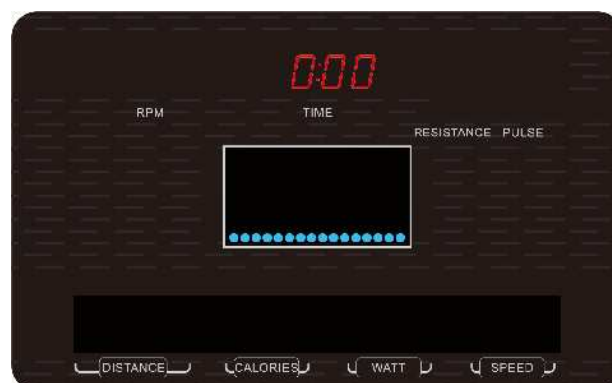 0:00
RPM TIME
RESISTANCE PULSE
DISTANCE CALORIES WATT SPEED